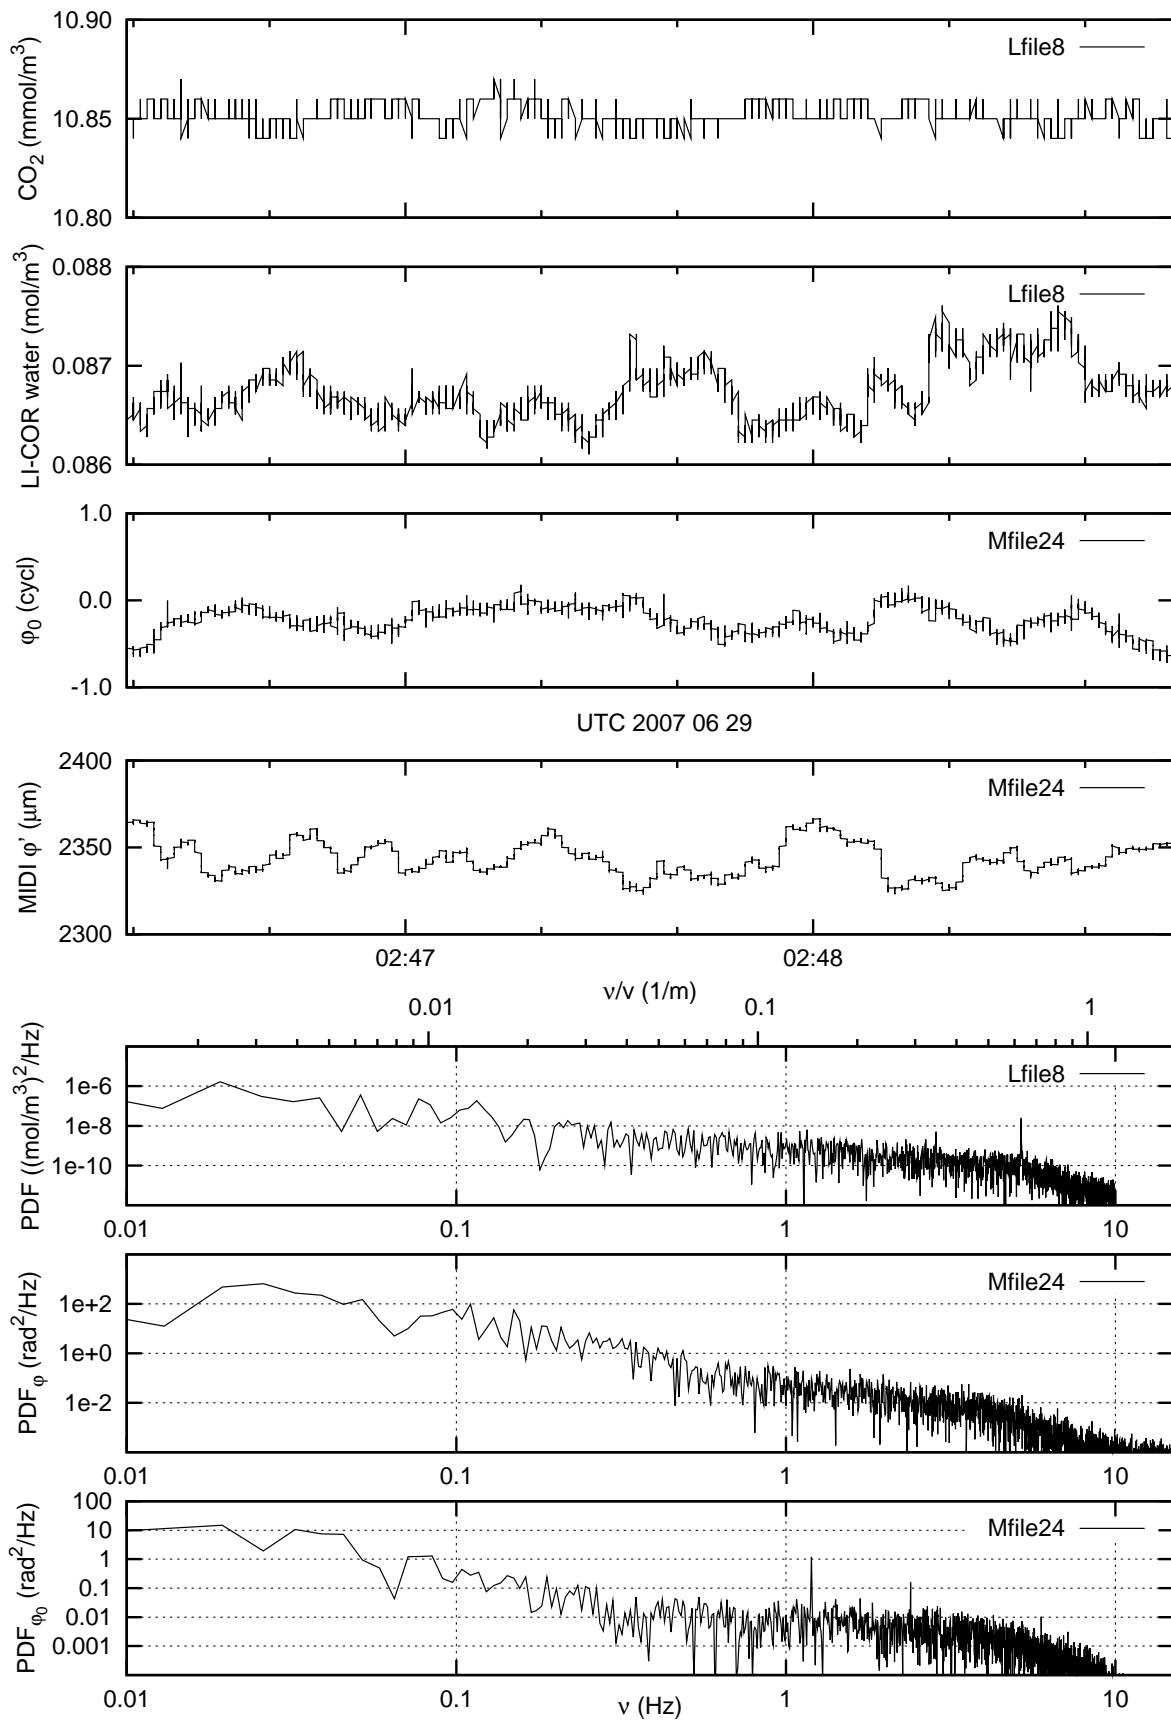 10.90
10.85
10.80
CO2 (mmol/m3)
Lfile8
0.088
0.087
0.086
LI-COR water (mol/m3)
Lfile8
1.0
0.0
-1.0
φ0 (cycl)
Mfile24
UTC 2007 06 29
2400
2350
2300
MIDI φ' (μm)
Mfile24
02:47 02:48
ν/v (1/m)
0.01 0.1 1
1e-6
1e-8
1e-10
PDF ((mol/m3)2/Hz)
Lfile8
0.01 0.1 1 10
1e+2
1e+0
1e-2
PDFφ (rad2/Hz)
Mfile24
0.01 0.1 1 10
100
10
1
0.1
0.01
0.001
PDFφ0 (rad2/Hz)
Mfile24
0.01 0.1 1 10
ν (Hz)